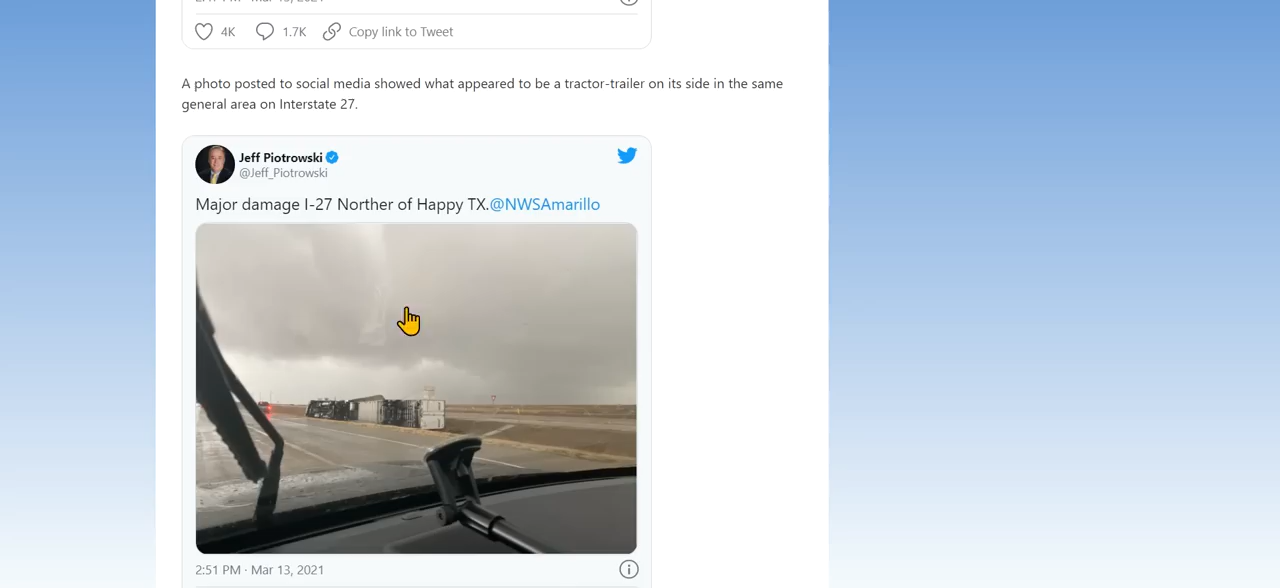 4K 1.7K Copy link to Tweet
A photo posted to social media showed what appeared to be a tractor-trailer on its side in the same
general area on Interstate 27.
Jeff Piotrowski
@Jeff_Piotrowski
Major damage I-27 Norther of Happy TX.@NWSAmarillo
2:51 PM · Mar 13, 2021